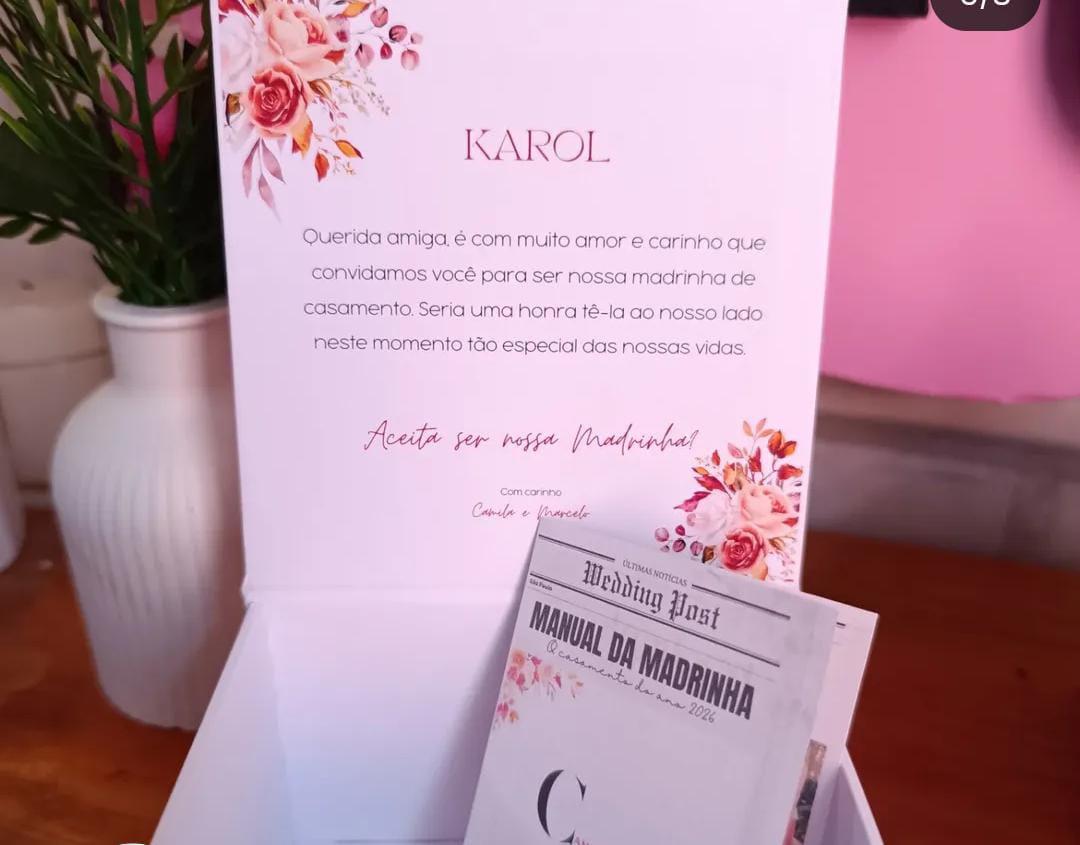 KAROL
Querida amiga, é com muito amor e carinho que
convidamos você para ser nossa madrinha de
casamento. Seria uma honra tê-la ao nosso lado
neste momento tão especial das nossas vidas.
Aceita ser nossa Madrinha?
Com carinho
Camila e Marcelo
ÚLTIMAS NOTÍCIAS
Wedding Post
São Paulo
MANUAL DA MADRINHA
O casamento do ano 2026
C